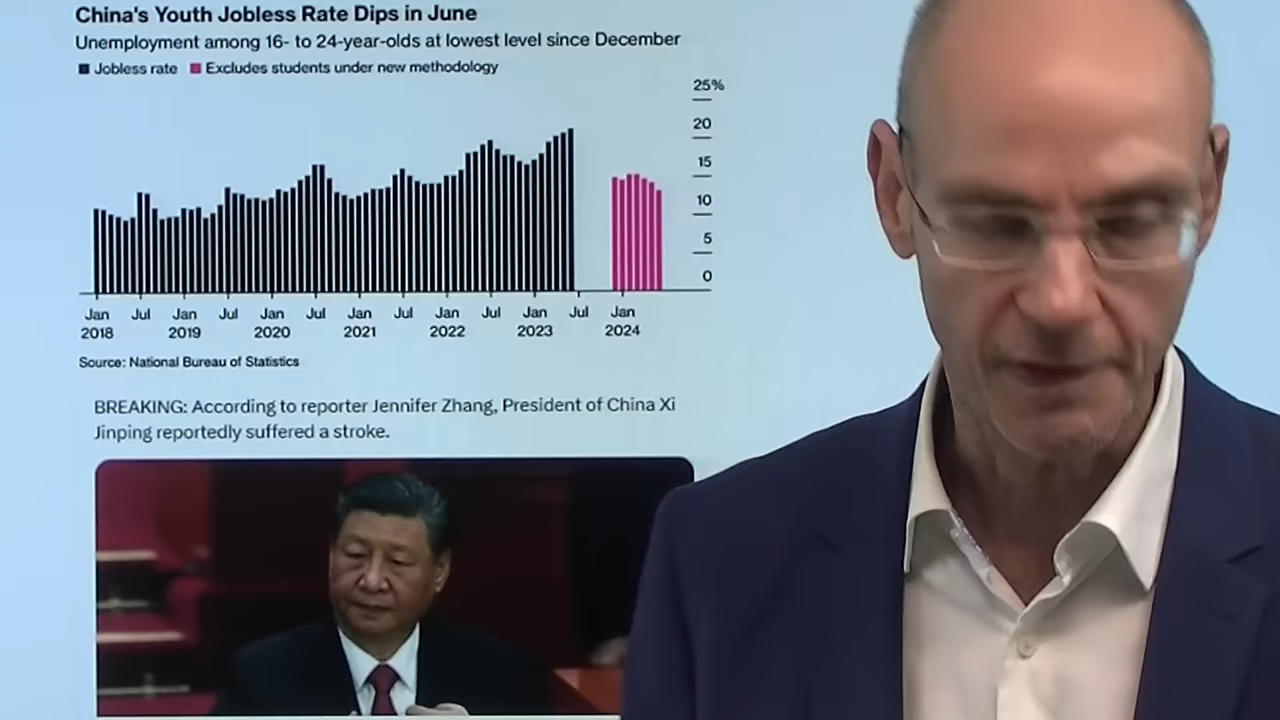 China's Youth Jobless Rate Dips in June
Unemployment among 16- to 24-year-olds at lowest level since December
Jobless rate Excludes students under new methodology
25%
20
15
10
5
0
Jan Jul Jan Jul Jan Jul Jan Jul Jan Jul Jan Jul Jan
2018 2019 2020 2021 2022 2023 2024
Source: National Bureau of Statistics
BREAKING: According to reporter Jennifer Zhang, President of China Xi
Jinping reportedly suffered a stroke.